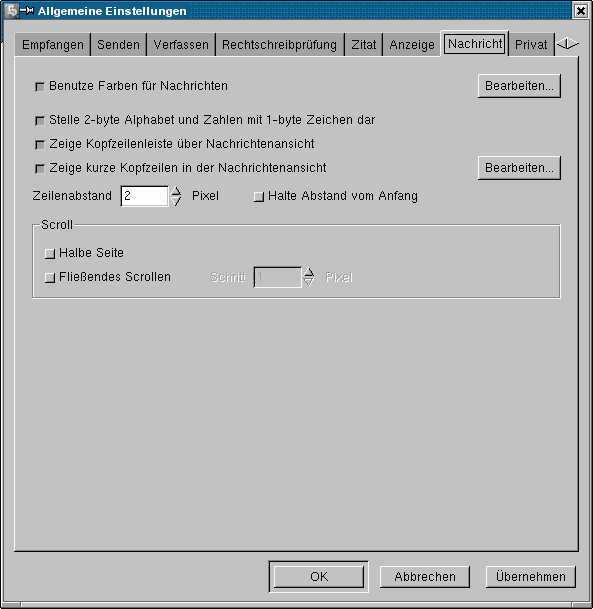 Allgemeine Einstellungen
Empfangen Senden Verfassen Rechtschreibprüfung Zitat Anzeige Nachricht Privat
Benutze Farben für Nachrichten Bearbeiten...
Stelle 2-byte Alphabet und Zahlen mit 1-byte Zeichen dar
Zeige Kopfzeilenleiste über Nachrichtenansicht
Zeige kurze Kopfzeilen in der Nachrichtenansicht Bearbeiten...
Zeilenabstand 2 Pixel Halte Abstand vom Anfang
Scroll
Halbe Seite
Fließendes Scrollen Schritt 1 Pixel
OK Abbrechen Übernehmen